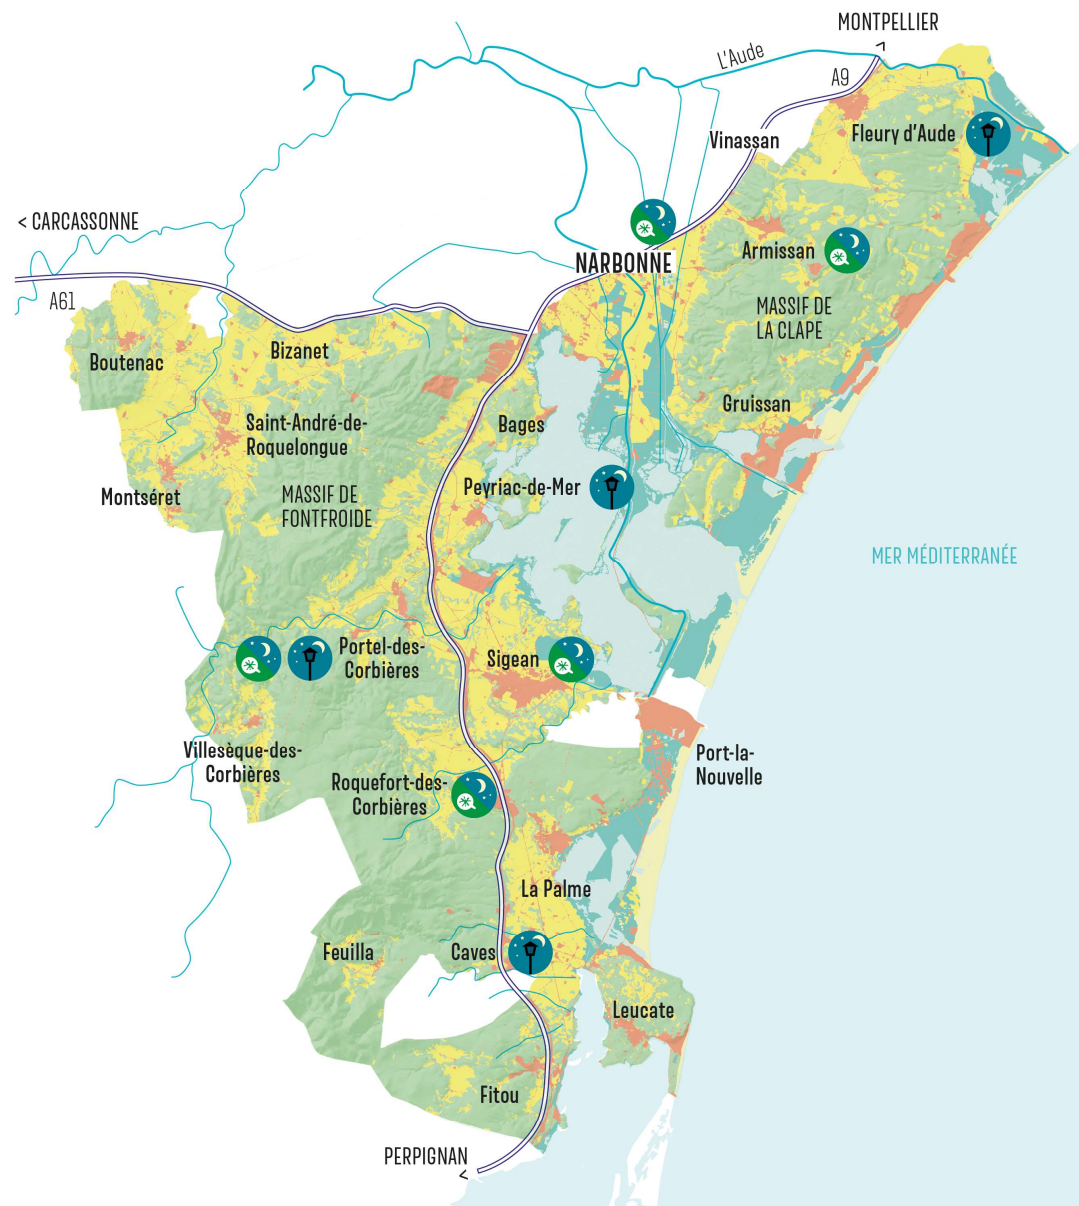 MONTPELLIER
>
L'Aude
A9
Vinassan
Fleury d'Aude
< CARCASSONNE
NARBONNE
Armissan
A61
MASSIF DE
LA CLAPE
Boutenac
Bizanet
Gruissan
Saint-André-de-
Roquelongue
Bages
Montséret
MASSIF DE
FONTFROIDE
Peyriac-de-Mer
MER MÉDITERRANÉE
Portel-des-
Corbières
Sigean
Villesèque-des-
Corbières
Port-la-
Nouvelle
Roquefort-des-
Corbières
La Palme
Feuilla
Caves
Leucate
Fitou
PERPIGNAN
<